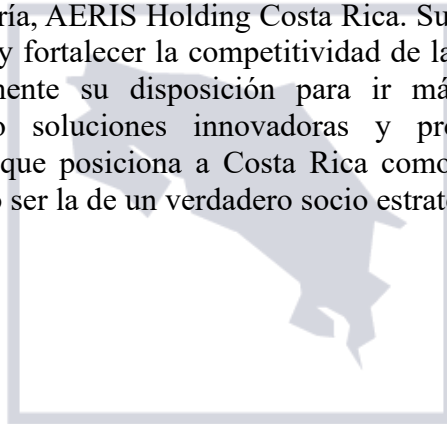 ría, AERIS Holding Costa Rica. Su
y fortalecer la competitividad de la
mente su disposición para ir má
o soluciones innovadoras y pr
que posiciona a Costa Rica como
o ser la de un verdadero socio estrat